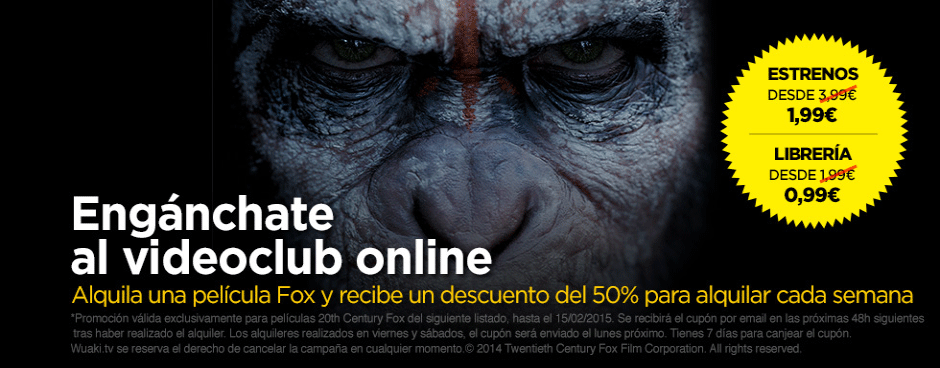 ESTRENOS
DESDE 3,99€
1,99€
LIBRERÍA
DESDE 1,99€
0,99€
Engánchate
al videoclub online
Alquila una película Fox y recibe un descuento del 50% para alquilar cada semana
*Promoción válida exclusivamente para películas 20th Century Fox del siguiente listado, hasta el 15/02/2015. Se recibirá el cupón por email en las próximas 48h siguientes
tras haber realizado el alquiler. Los alquileres realizados en viernes y sábados, el cupón será enviado el lunes próximo. Tienes 7 días para canjear el cupón.
Wuaki.tv se reserva el derecho de cancelar la campaña en cualquier momento.© 2014 Twentieth Century Fox Film Corporation. All rights reserved.